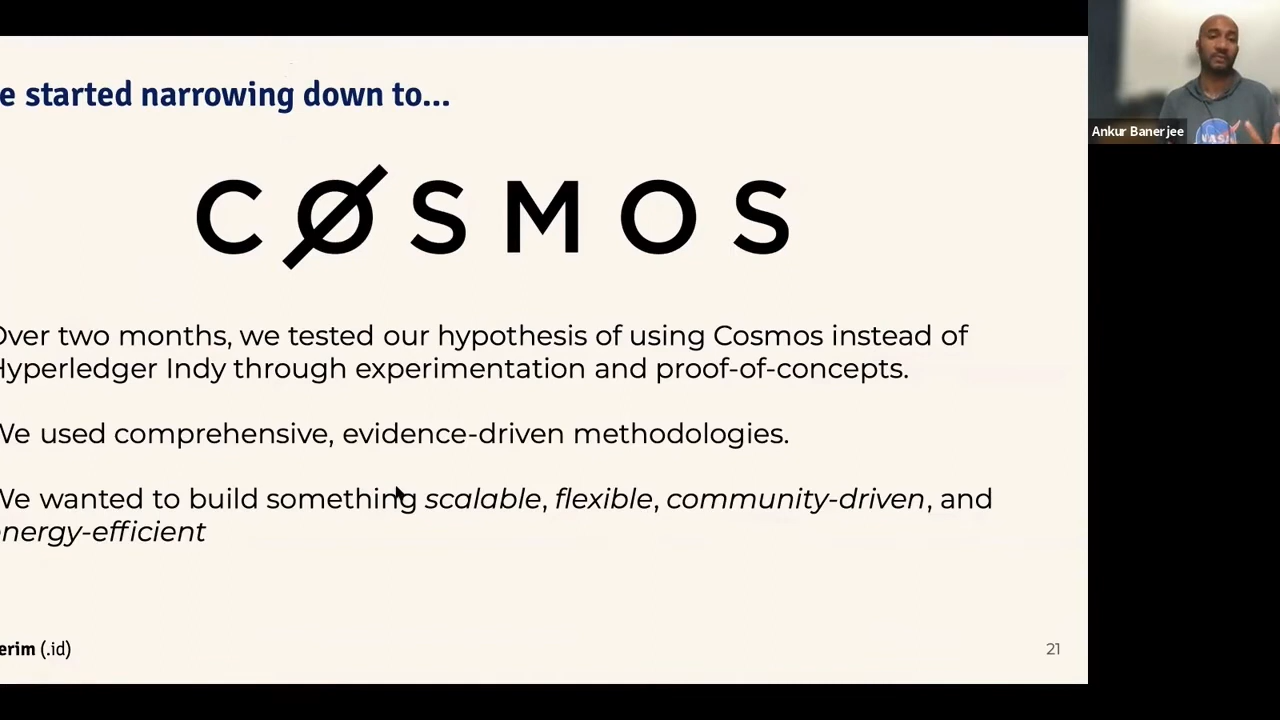 e started narrowing down to...
CØSMOS
Over two months, we tested our hypothesis of using Cosmos instead of
Hyperledger Indy through experimentation and proof-of-concepts.
We used comprehensive, evidence-driven methodologies.
We wanted to build something scalable, flexible, community-driven, and
energy-efficient
erim (.id)
21
Ankur Banerjee
NASA